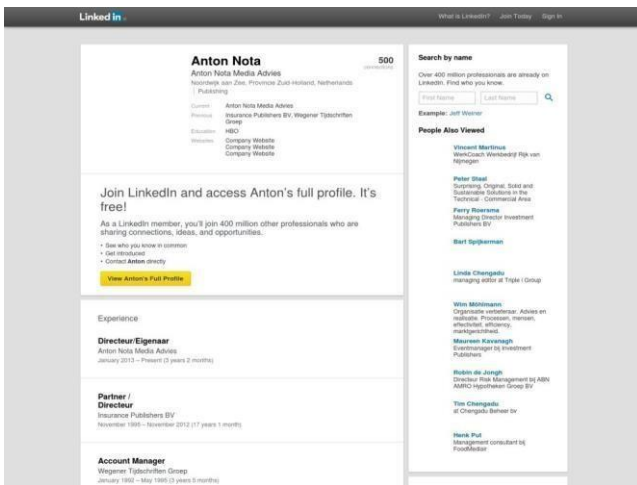 Linked in
What is LinkedIn? Join Today Sign In
Anton Nota
500
connections
Anton Nota Media Advies
Noordwijk aan Zee, Provincie Zuid-Holland, Netherlands
| Publishing
Current Anton Nota Media Advies
Previous Insurance Publishers BV, Wegener Tijdschriften
Groep
Education HBO
Websites Company Website
Company Website
Company Website
Join LinkedIn and access Anton's full profile. It's
free!
As a LinkedIn member, you'll join 400 million other professionals who are
sharing connections, ideas, and opportunities.
• See who you know in common
• Get introduced
• Contact Anton directly
View Anton's Full Profile
Experience
Directeur/Eigenaar
Anton Nota Media Advies
January 2013 – Present (3 years 2 months)
Partner /
Directeur
Insurance Publishers BV
November 1995 – November 2012 (17 years 1 month)
Account Manager
Wegener Tijdschriften Groep
January 1992 – May 1995 (3 years 5 months)
Search by name
Over 400 million professionals are already on
LinkedIn. Find who you know.
First Name Last Name
Example: Jeff Weiner
People Also Viewed
Vincent Martinus
WerkCoach Werkbedrijf Rijk van
Nijmegen
Peter Staal
Surprising, Original, Solid and
Sustainable Solutions in the
Technical - Commercial Area
Ferry Roersma
Managing Director Investment
Publishers BV
Bart Spijkerman
Linda Chengadu
managing editor at Triple I Group
Wim Möhlmann
Organisatie verbeteraar. Advies en
realisatie. Processen, mensen,
effectiviteit, efficiency,
marktgerichtheid.
Maureen Kavanagh
Eventmanager bij Investment
Publishers
Robin de Jongh
Directeur Risk Management bij ABN
AMRO Hypotheken Groep BV
Tim Chengadu
at Chengadu Beheer bv
Henk Put
Management consultant bij